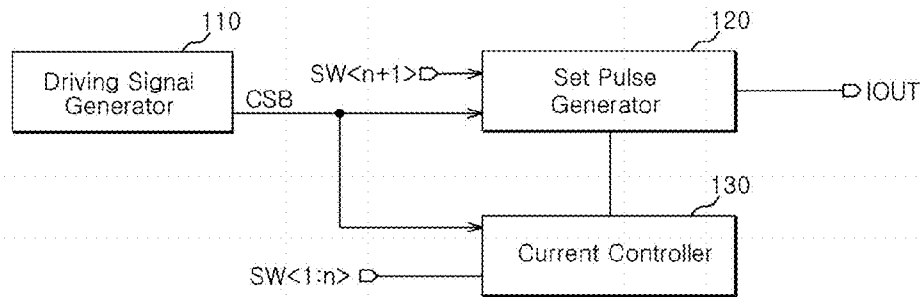 110
Driving Signal
Generator
CSB
SW<n+1>
120
Set Pulse
Generator
IOUT
130
Current Controller
SW<1:n>